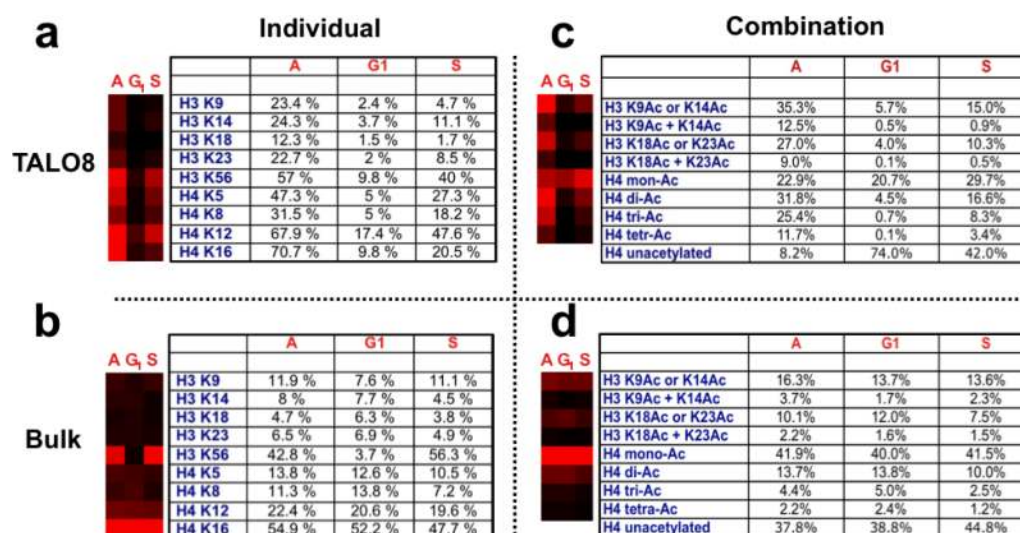 a
Individual
A G1 S
A G1 S
H3 K9 23.4 % 2.4 % 4.7 %
H3 K14 24.3 % 3.7 % 11.1 %
H3 K18 12.3 % 1.5 % 1.7 %
H3 K23 22.7 % 2 % 8.5 %
H3 K56 57 % 9.8 % 40 %
H4 K5 47.3 % 5 % 27.3 %
H4 K8 31.5 % 5 % 18.2 %
H4 K12 67.9 % 17.4 % 47.6 %
H4 K16 70.7 % 9.8 % 20.5 %
TALO8
c
Combination
A G1 S
A G1 S
H3 K9Ac or K14Ac 35.3% 5.7% 15.0%
H3 K9Ac + K14Ac 12.5% 0.5% 0.9%
H3 K18Ac or K23Ac 27.0% 4.0% 10.3%
H3 K18Ac + K23Ac 9.0% 0.1% 0.5%
H4 mon-Ac 22.9% 20.7% 29.7%
H4 di-Ac 31.8% 4.5% 16.6%
H4 tri-Ac 25.4% 0.7% 8.3%
H4 tetr-Ac 11.7% 0.1% 3.4%
H4 unacetylated 8.2% 74.0% 42.0%
b
A G1 S
A G1 S
H3 K9 11.9 % 7.6 % 11.1 %
H3 K14 8 % 7.7 % 4.5 %
H3 K18 4.7 % 6.3 % 3.8 %
H3 K23 6.5 % 6.9 % 4.9 %
H3 K56 42.8 % 3.7 % 56.3 %
H4 K5 13.8 % 12.6 % 10.5 %
H4 K8 11.3 % 13.8 % 7.2 %
H4 K12 22.4 % 20.6 % 19.6 %
H4 K16 54.9 % 52.2 % 47.7 %
Bulk
d
A G1 S
A G1 S
H3 K9Ac or K14Ac 16.3% 13.7% 13.6%
H3 K9Ac + K14Ac 3.7% 1.7% 2.3%
H3 K18Ac or K23Ac 10.1% 12.0% 7.5%
H3 K18Ac + K23Ac 2.2% 1.6% 1.5%
H4 mono-Ac 41.9% 40.0% 41.5%
H4 di-Ac 13.7% 13.8% 10.0%
H4 tri-Ac 4.4% 5.0% 2.5%
H4 tetra-Ac 2.2% 2.4% 1.2%
H4 unacetylated 37.8% 38.8% 44.8%